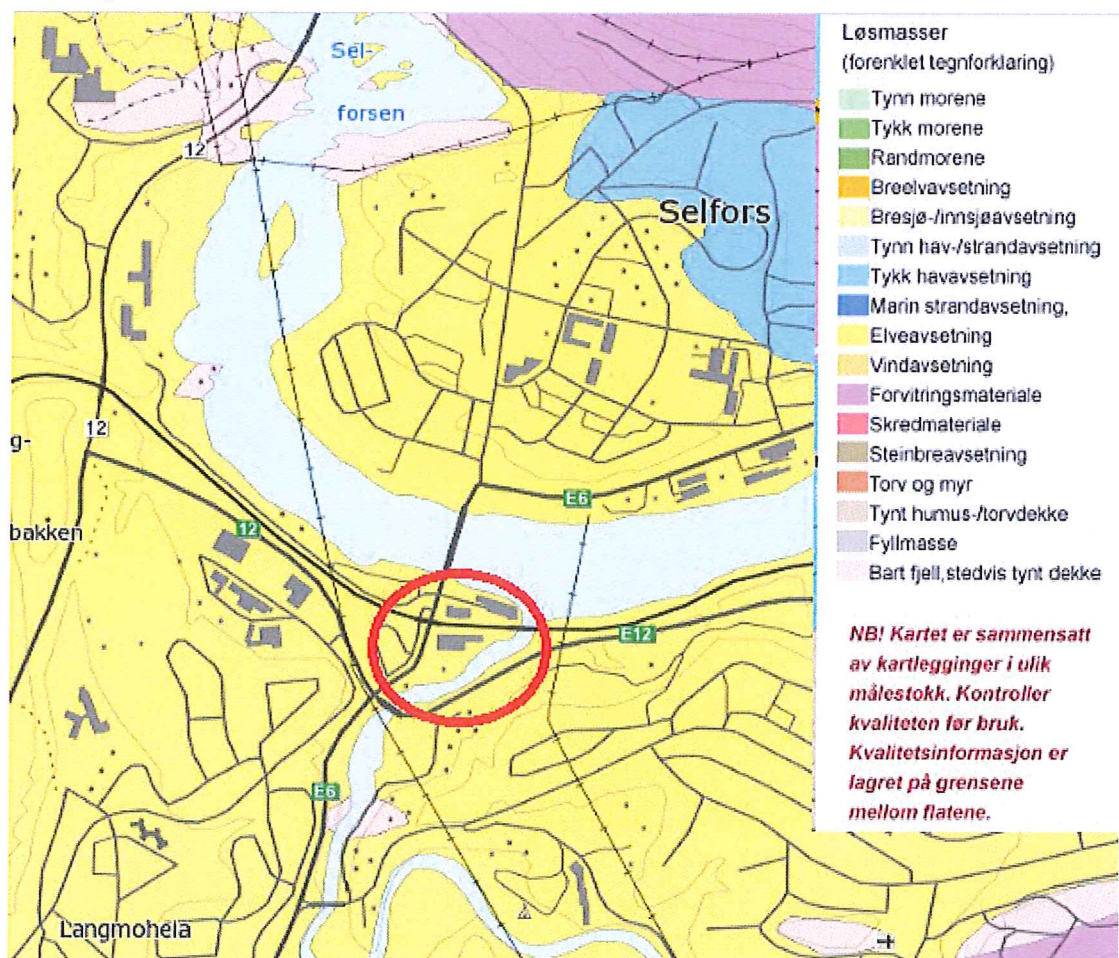 Sel-
forsen
12
Selfors
12
g-
bakken
12
E6
E12
E6
Langmohela
Løsmasser
(forenklet tegnforklaring)
Tynn morene
Tykk morene
Randmorene
Breelvavsetning
Bresjø-/innsjøavsetning
Tynn hav-/strandavsetning
Tykk havavsetning
Marin strandavsetning,
Elveavsetning
Vindavsetning
Forvitringsmateriale
Skredmateriale
Steinbreavsetning
Torv og myr
Tynt humus-/torvdekke
Fyllmasse
Bart fjell,stedvis tynt dekke
NB! Kartet er sammensatt
av kartlegginger i ulik
målestokk. Kontroller
kvaliteten før bruk.
Kvalitetsinformasjon er
lagret på grensene
mellom flatene.